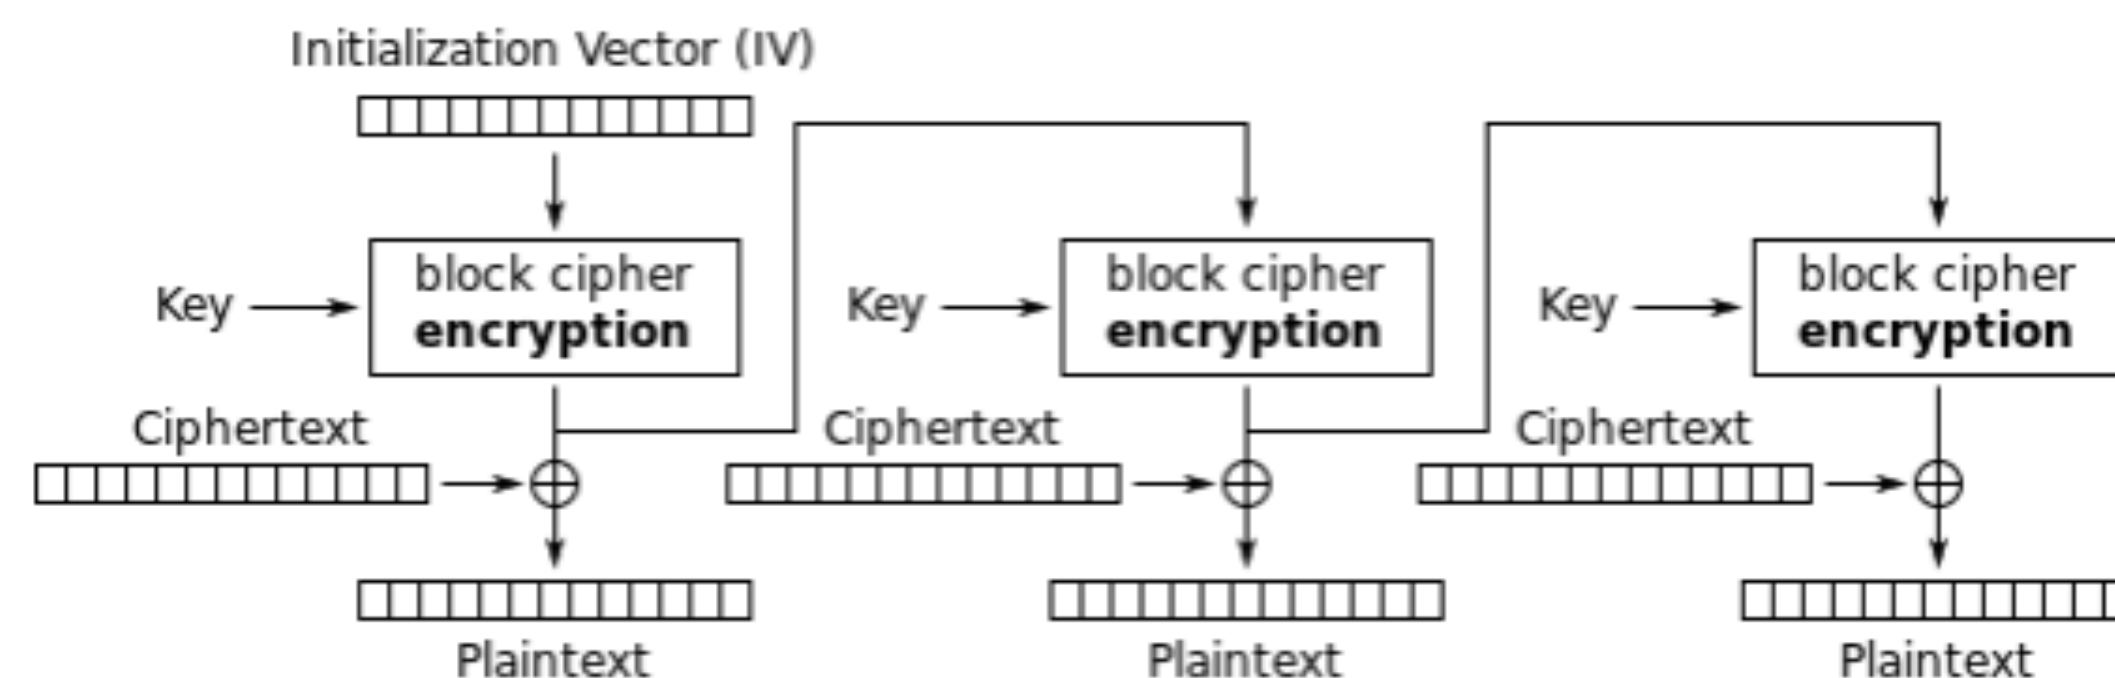 Initialization Vector (IV)
block cipher
encryption
Key
block cipher
encryption
Key
block cipher
encryption
Key
Ciphertext
Ciphertext
Ciphertext
Plaintext
Plaintext
Plaintext